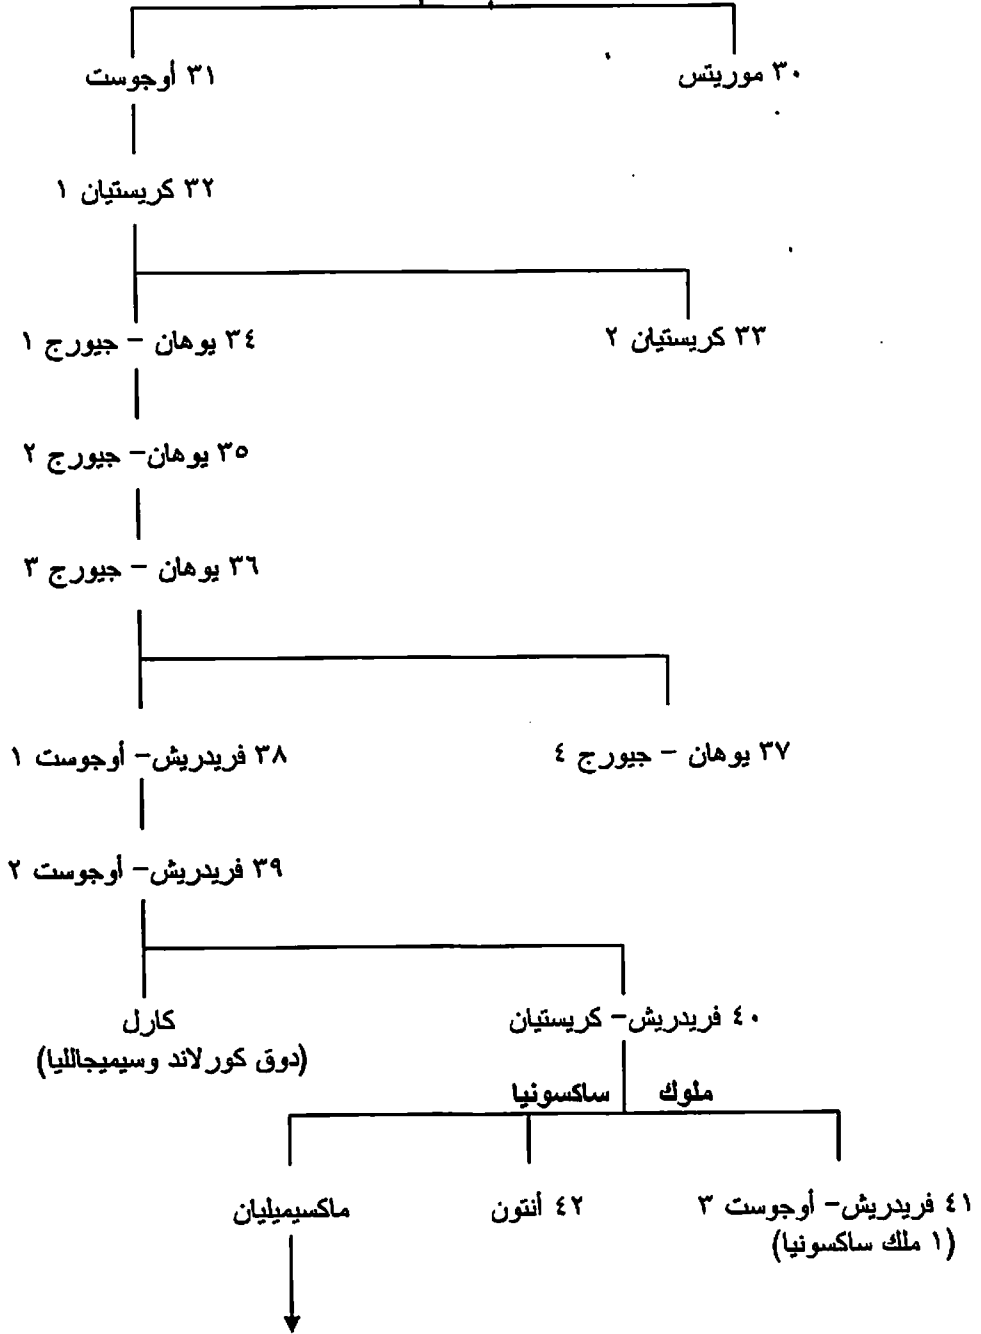 ٣٠ موريتس
٣١ أوجوست
٣٢ كريستيان ١
٣٣ كريستيان ٢
٣٤ يوهان – جيورج ١
٣٥ يوهان– جيورج ٢
٣٦ يوهان – جيورج ٣
٣٧ يوهان – جيورج ٤
٣٨ فريدريش– أوجوست ١
٣٩ فريدريش– أوجوست ٢
٤٠ فريدريش– كريستيان
كارل
(دوق كورلاند وسيميجالليا)
ملوك ساكسونيا
٤١ فريدريش– أوجوست ٣
(١ ملك ساكسونيا)
٤٢ أنتون
ماكسيميليان